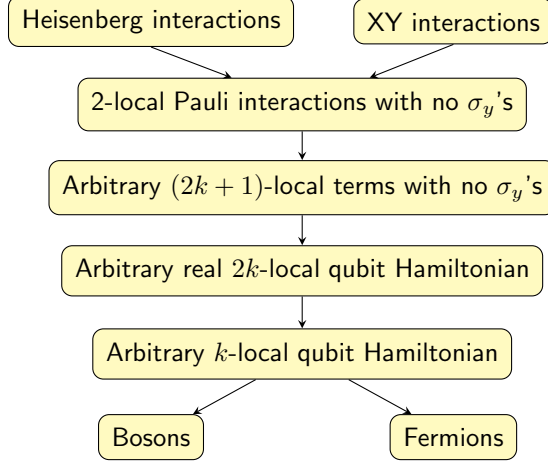 Heisenberg interactions
XY interactions
2-local Pauli interactions with no σ_y's
Arbitrary (2k + 1)-local terms with no σ_y's
Arbitrary real 2k-local qubit Hamiltonian
Arbitrary k-local qubit Hamiltonian
Bosons
Fermions